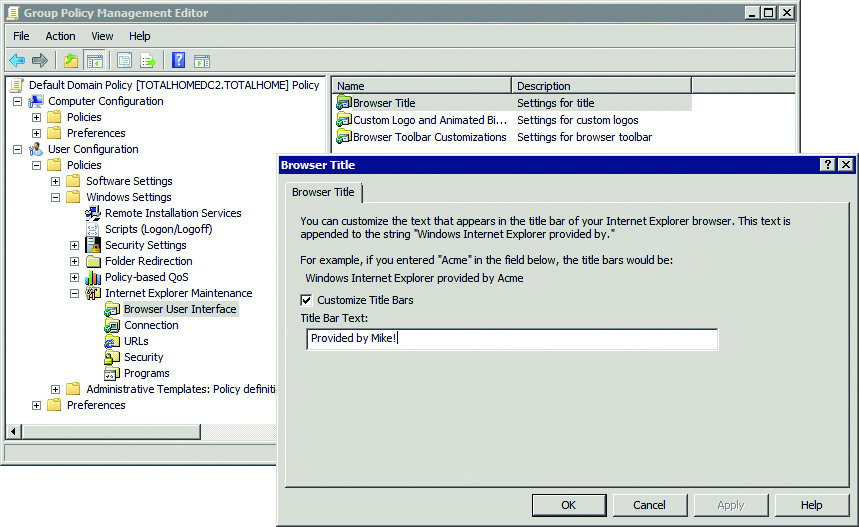 Group Policy Management Editor
File Action View Help
Default Domain Policy [TOTALHOMEDC2.TOTALHOME] Policy
Computer Configuration
Policies
Preferences
User Configuration
Policies
Software Settings
Windows Settings
Remote Installation Services
Scripts (Logon/Logoff)
Security Settings
Folder Redirection
Policy-based QoS
Internet Explorer Maintenance
Browser User Interface
Connection
URLs
Security
Programs
Administrative Templates: Policy definiti
Preferences
Name Description
Browser Title Settings for title
Custom Logo and Animated Bi... Settings for custom logos
Browser Toolbar Customizations Settings for browser toolbar
Browser Title
Browser Title
You can customize the text that appears in the title bar of your Internet Explorer browser. This text is
appended to the string "Windows Internet Explorer provided by."
For example, if you entered "Acme" in the field below, the title bars would be:
Windows Internet Explorer provided by Acme
Customize Title Bars
Title Bar Text:
Provided by Mike!
OK Cancel Apply Help